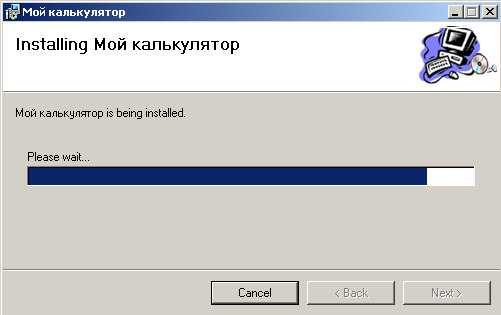 Мой калькулятор
Installing Мой калькулятор
Мой калькулятор is being installed.
Please wait...
Cancel
< Back
Next >